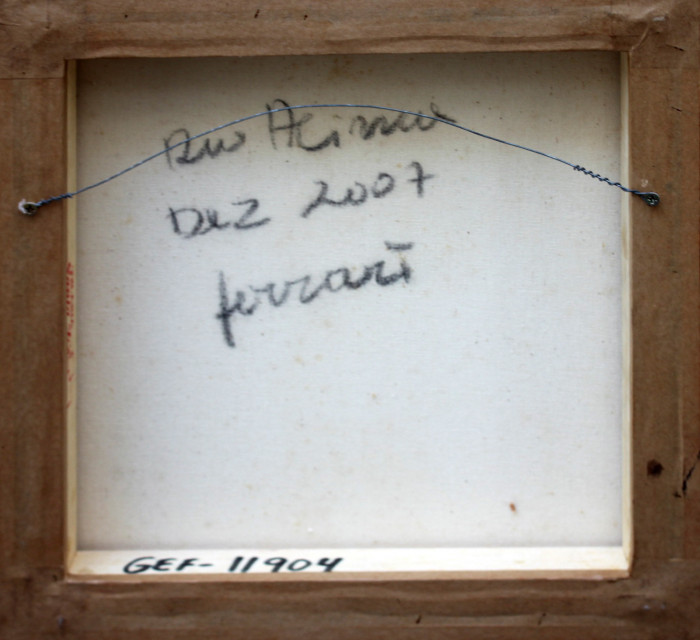 Rio Acima
Dez 2007
ferrari
GEF-11904